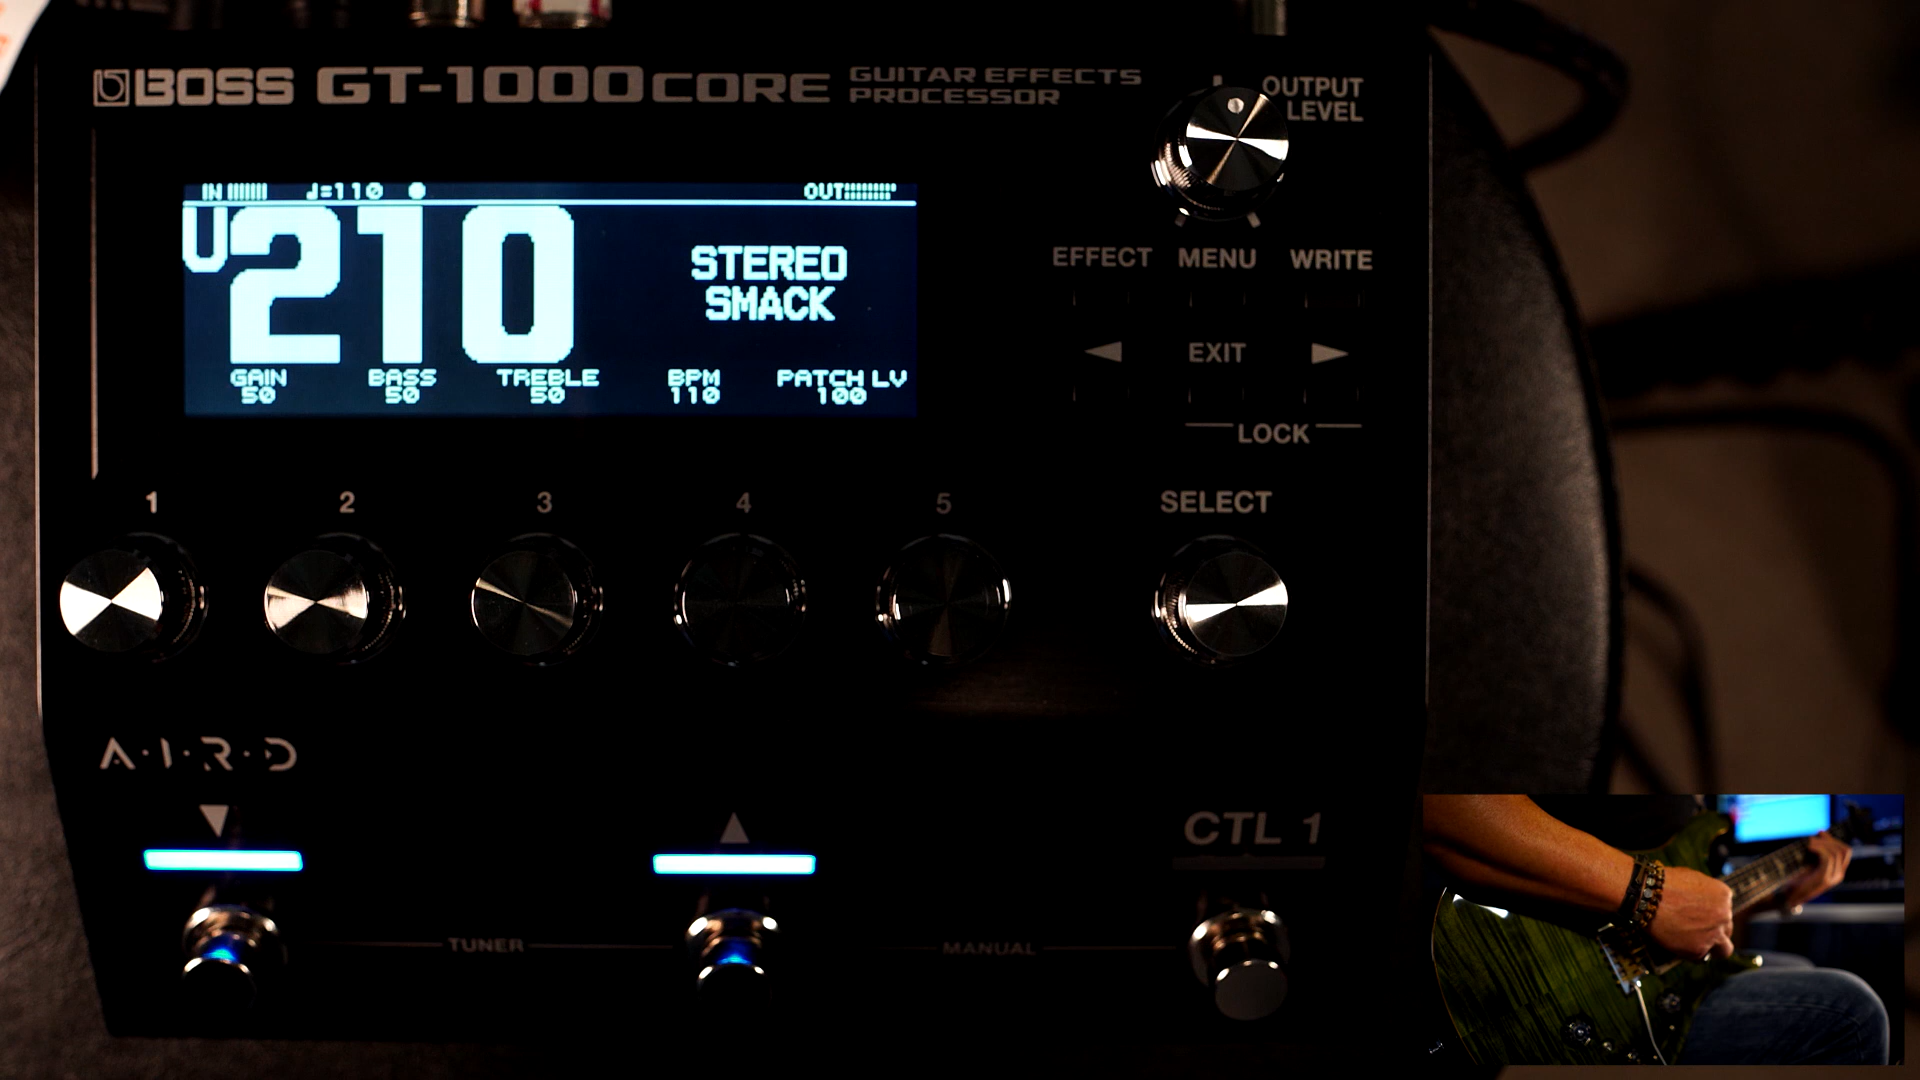 BOSS GT-1000CORE GUITAR EFFECTS PROCESSOR
OUTPUT LEVEL
IN ♩=110 OUT
U210
STEREO
SMACK
GAIN BASS TREBLE BPM PATCH LV
50 50 50 110 100
EFFECT MENU WRITE
EXIT
LOCK
1 2 3 4 5 SELECT
A·I·R·D
CTL 1
TUNER MANUAL